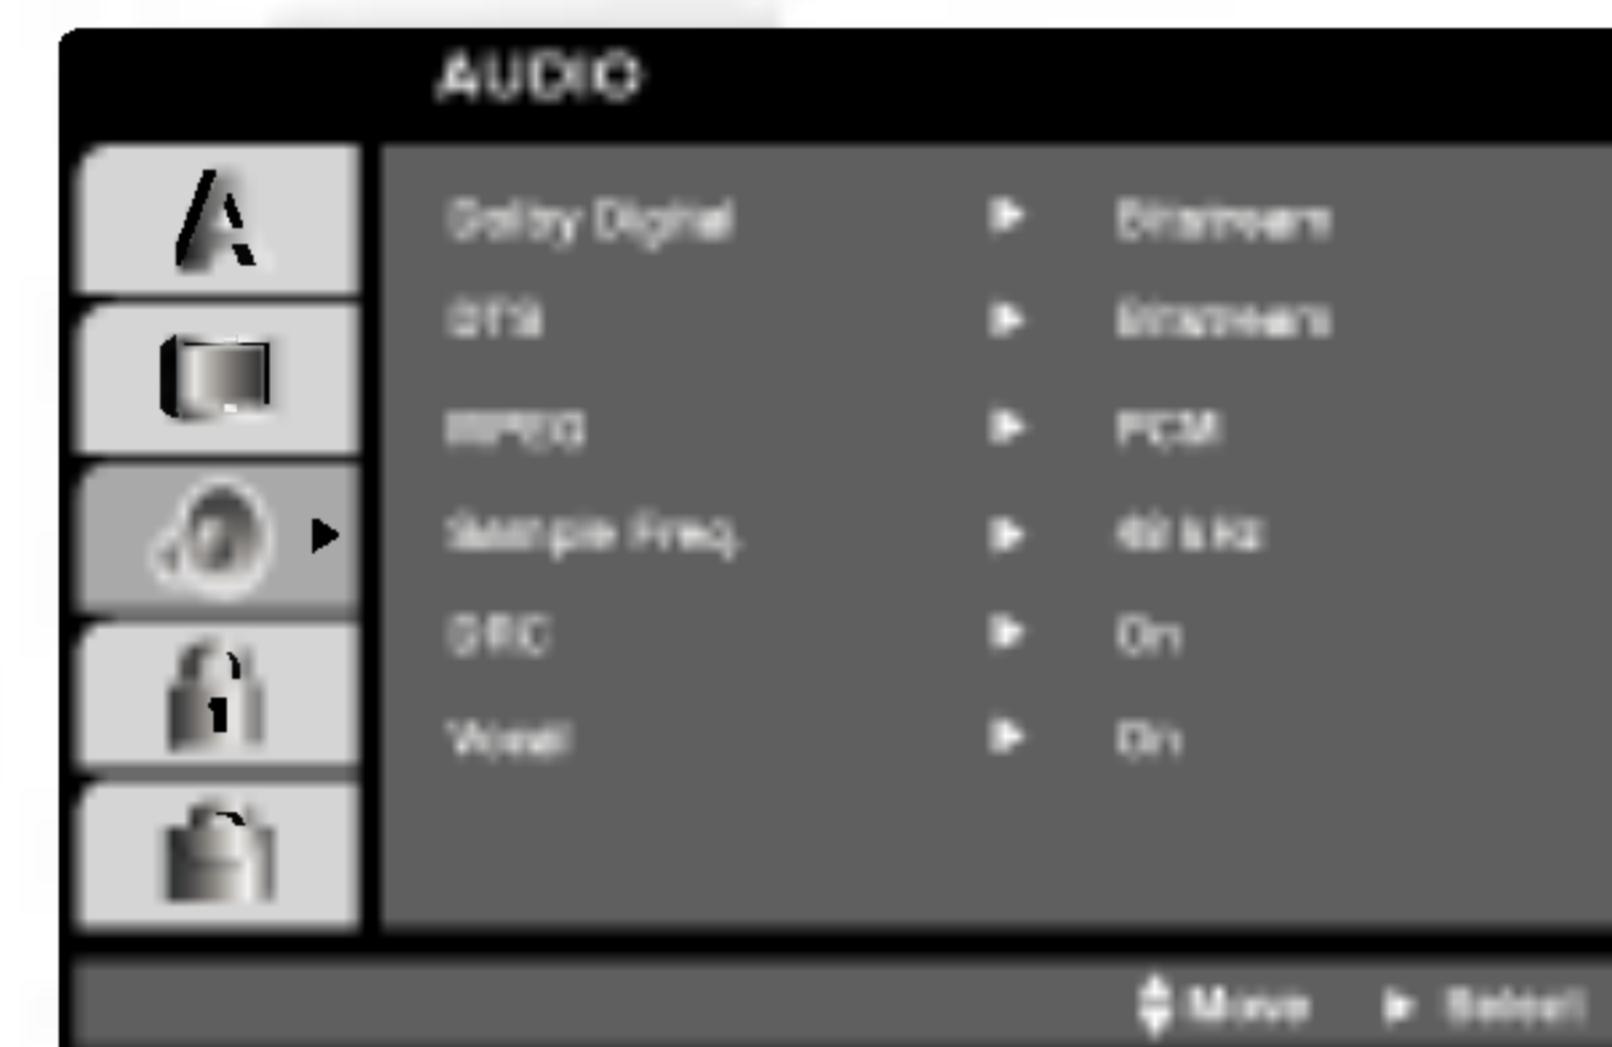 AUDIO
Dolby Digital Bitstream
DTS Bitstream
MPEG PCM
Sample Freq. 48 kHz
DRC On
Vocal On
Move Select